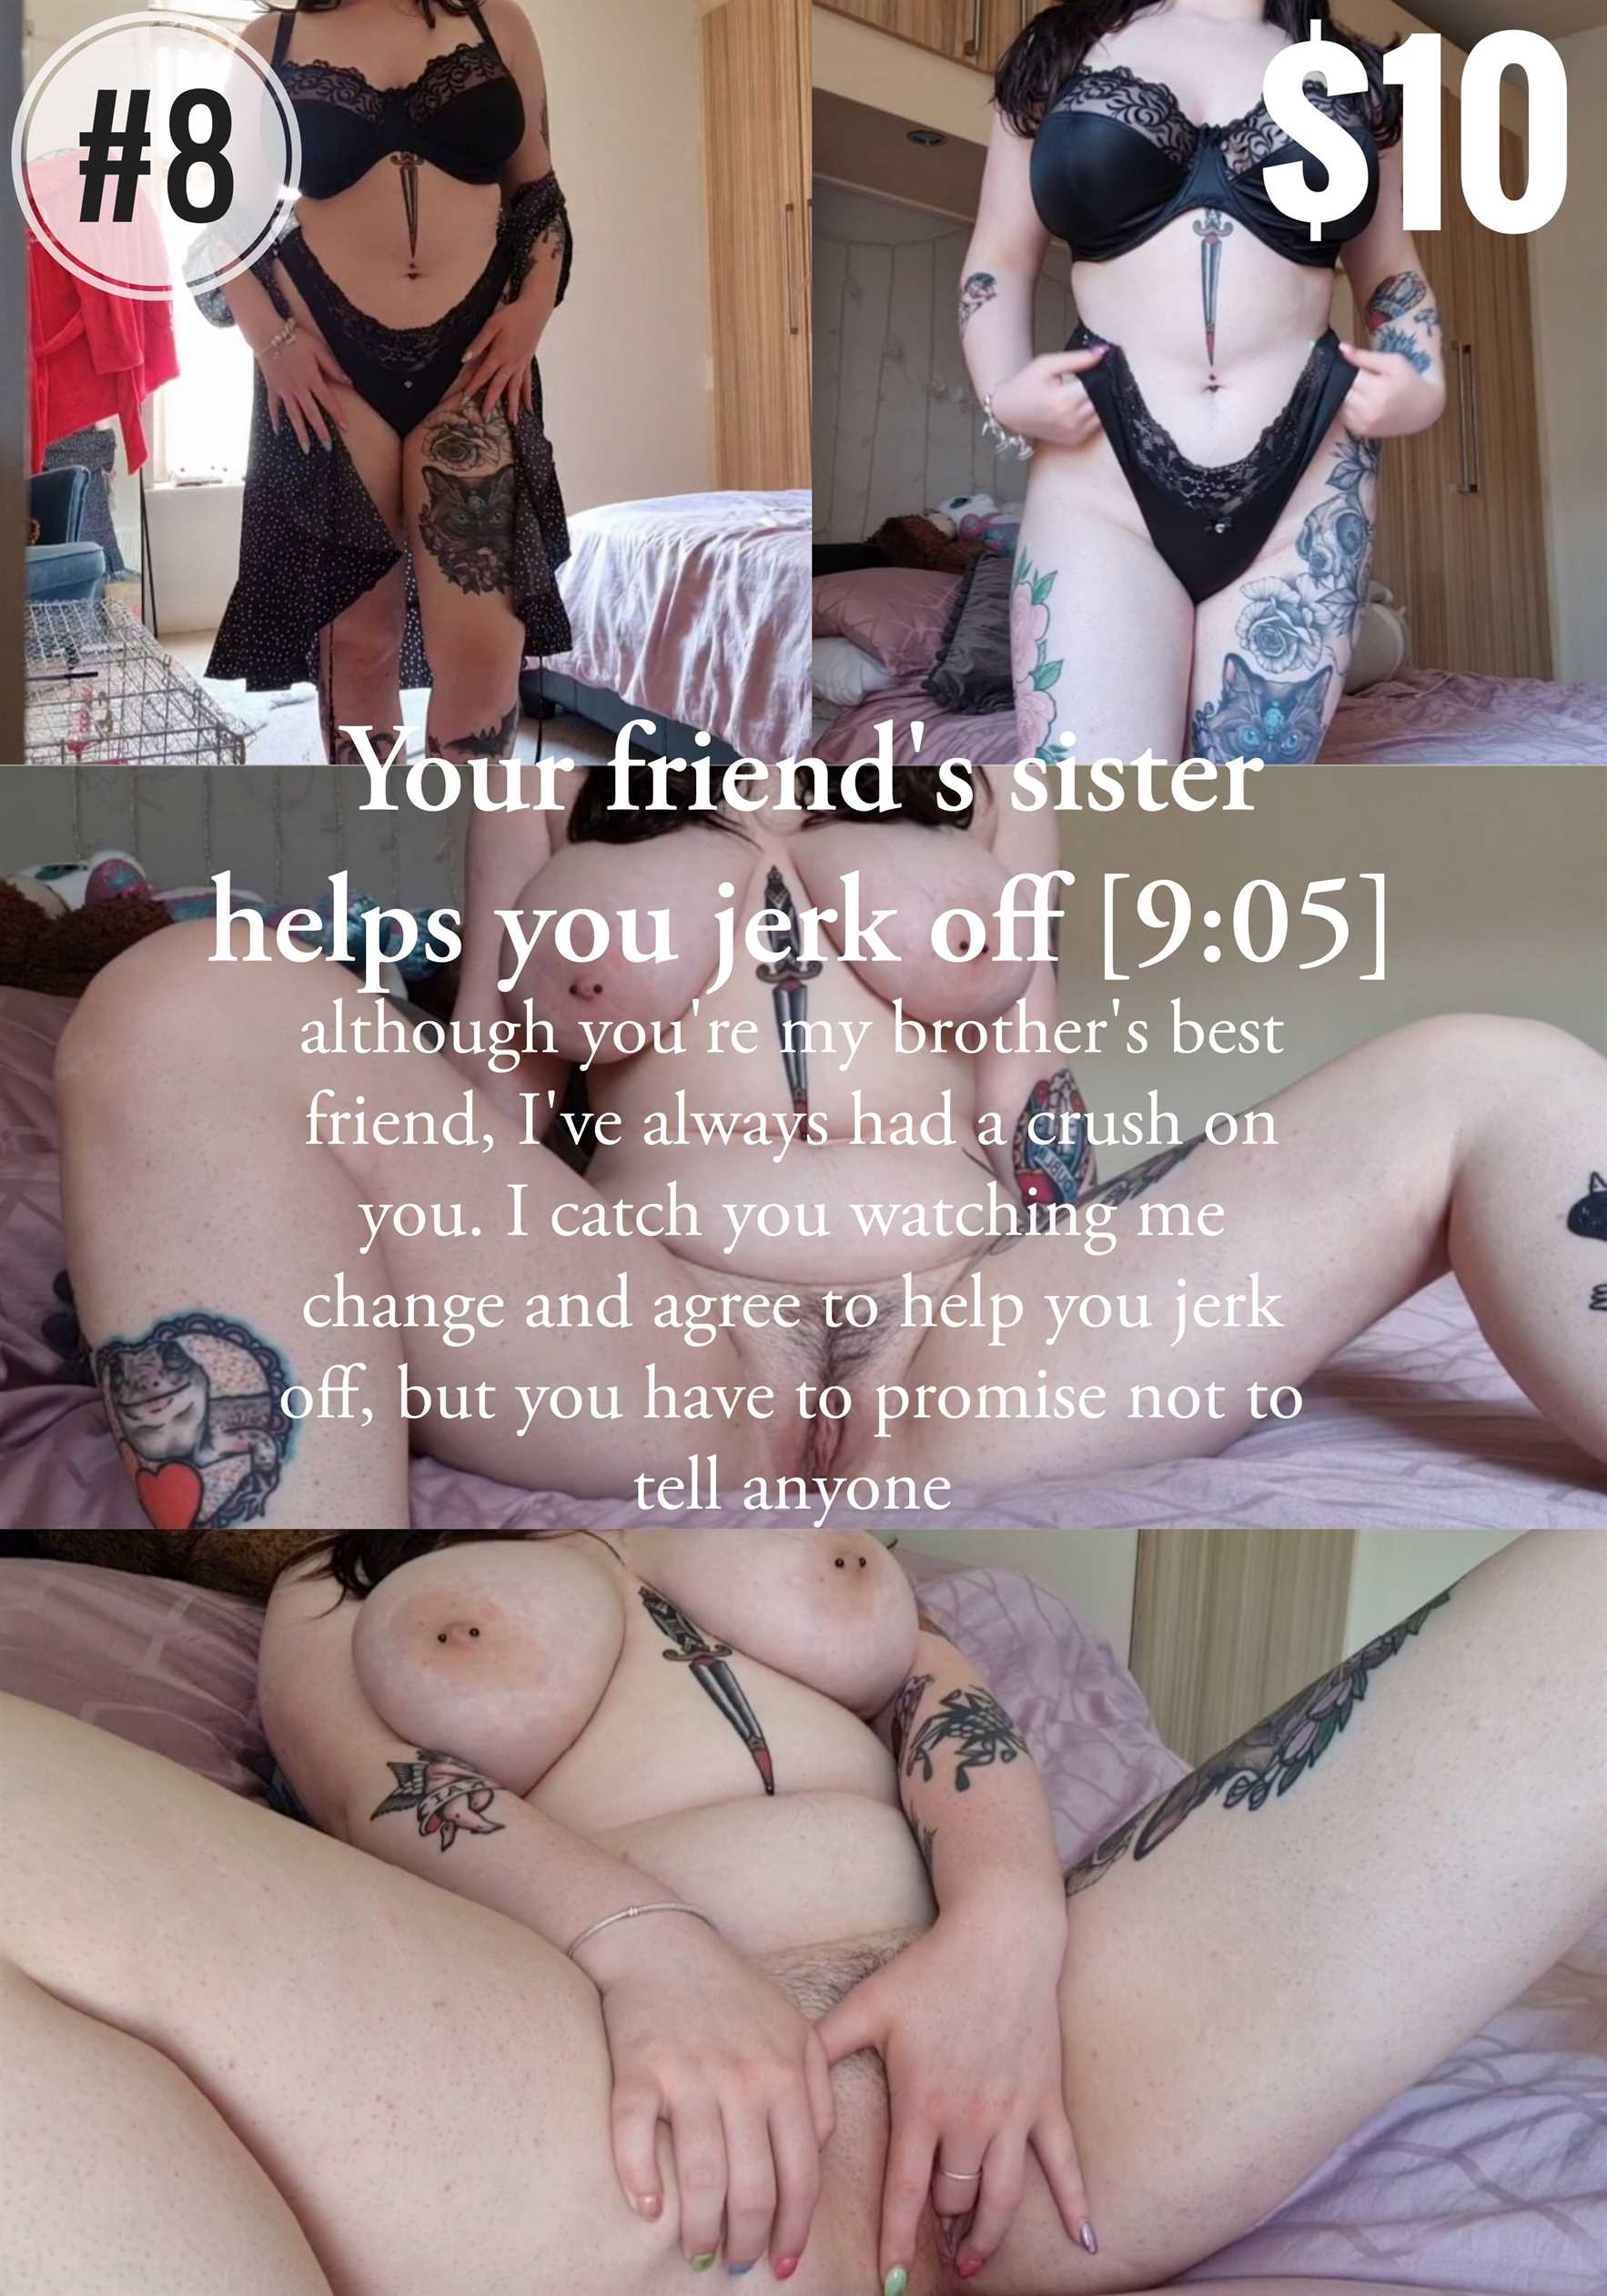 #8
$10
Your friend's sister
helps you jerk off [9:05]
although you're my brother's best
friend, I've always had a crush on
you. I catch you watching me
change and agree to help you jerk
off, but you have to promise not to
tell anyone